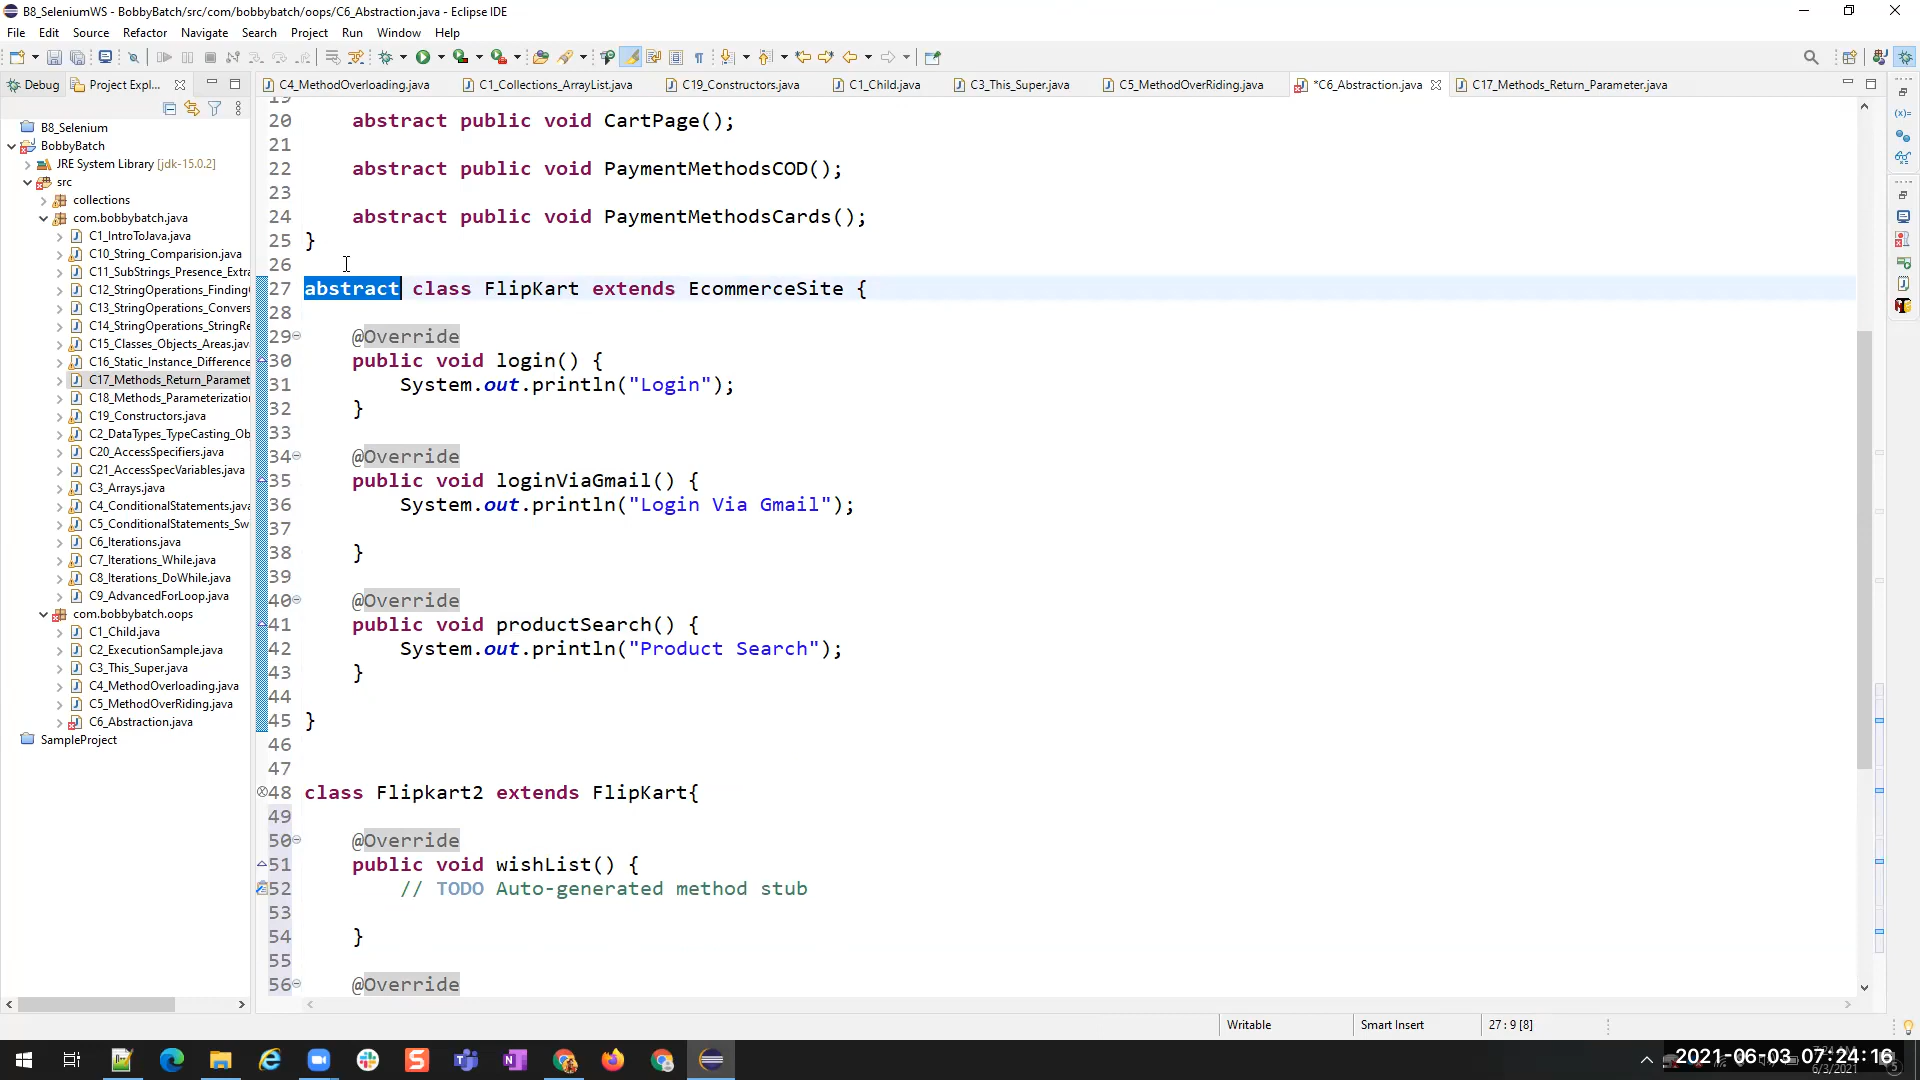 B8_SeleniumWS - BobbyBatch/src/com/bobbybatch/oops/C6_Abstraction.java - Eclipse IDE
File Edit Source Refactor Navigate Search Project Run Window Help
Debug Project Expl...
C4_MethodOverloading.java C1_Collections_ArrayList.java C19_Constructors.java C1_Child.java C3_This_Super.java C5_MethodOverRiding.java *C6_Abstraction.java C17_Methods_Return_Parameter.java
B8_Selenium
BobbyBatch
JRE System Library [jdk-15.0.2]
src
collections
com.bobbybatch.java
C1_IntroToJava.java
C10_String_Comparision.java
C11_SubStrings_Presence_Extra
C12_StringOperations_Finding
C13_StringOperations_Convers
C14_StringOperations_StringRe
C15_Classes_Objects_Areas.jav
C16_Static_Instance_Difference
C17_Methods_Return_Paramet
C18_Methods_Parameterizatio
C19_Constructors.java
C2_DataTypes_TypeCasting_Ob
C20_AccessSpecifiers.java
C21_AccessSpecVariables.java
C3_Arrays.java
C4_ConditionalStatements.java
C5_ConditionalStatements_Sw
C6_Iterations.java
C7_Iterations_While.java
C8_Iterations_DoWhile.java
C9_AdvancedForLoop.java
com.bobbybatch.oops
C1_Child.java
C2_ExecutionSample.java
C3_This_Super.java
C4_MethodOverloading.java
C5_MethodOverRiding.java
C6_Abstraction.java
SampleProject
19
20 abstract public void CartPage();
21
22 abstract public void PaymentMethodsCOD();
23
24 abstract public void PaymentMethodsCards();
25 }
26
27 abstract class FlipKart extends EcommerceSite {
28
29 @Override
30 public void login() {
31 System.out.println("Login");
32 }
33
34 @Override
35 public void loginViaGmail() {
36 System.out.println("Login Via Gmail");
37
38 }
39
40 @Override
41 public void productSearch() {
42 System.out.println("Product Search");
43 }
44
45 }
46
47
48 class Flipkart2 extends FlipKart{
49
50 @Override
51 public void wishList() {
52 // TODO Auto-generated method stub
53
54 }
55
56 @Override
Writable Smart Insert 27 : 9 [8]
2021-06-03 07:24:16
6/3/2021